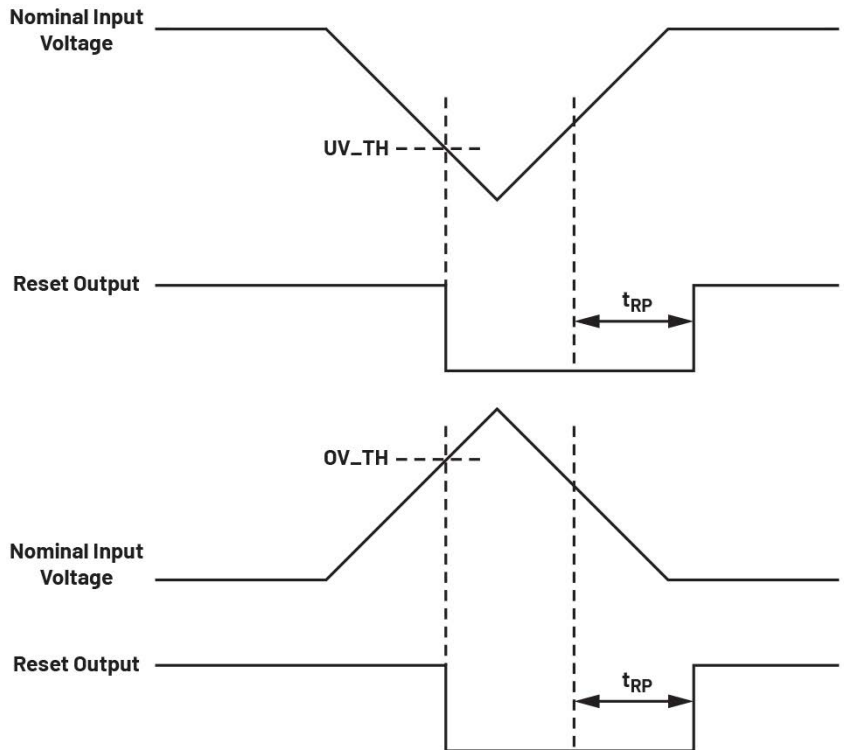 Nominal Input
Voltage
UV_TH
Reset Output
tRP
OV_TH
Nominal Input
Voltage
Reset Output
tRP